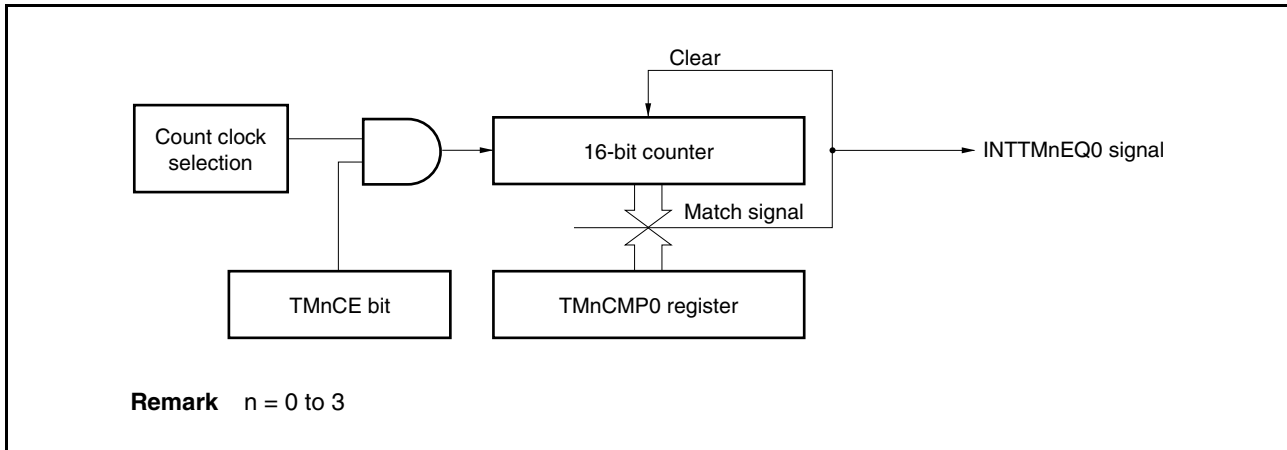 Clear
Count clock
selection
16-bit counter
INTTMnEQ0 signal
Match signal
TMnCE bit
TMnCMP0 register
Remark n = 0 to 3